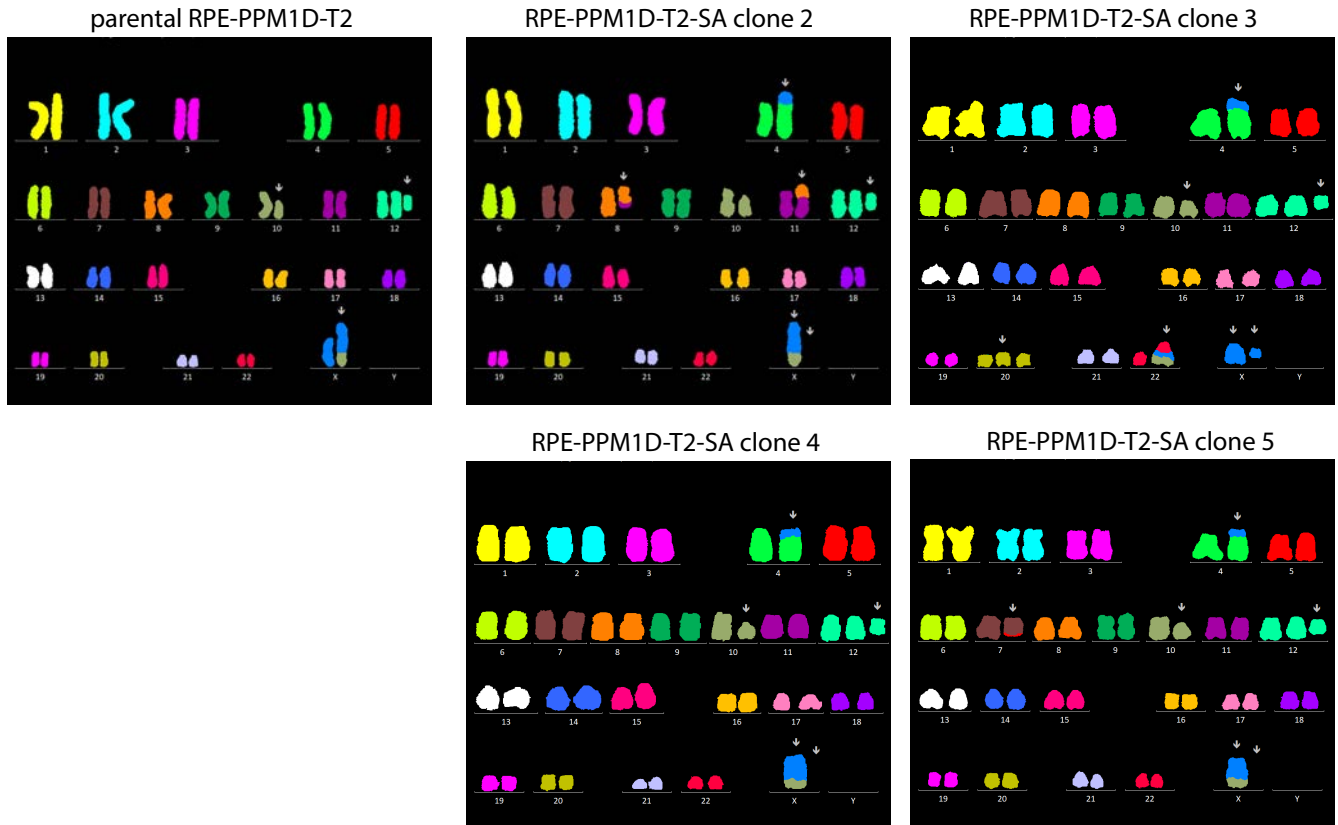 parental RPE-PPM1D-T2
RPE-PPM1D-T2-SA clone 2
RPE-PPM1D-T2-SA clone 3
1 2 3 4 5
6 7 8 9 10 11 12
13 14 15 16 17 18
19 20 21 22 X Y
1 2 3 4 5
6 7 8 9 10 11 12
13 14 15 16 17 18
19 20 21 22 X Y
1 2 3 4 5
6 7 8 9 10 11 12
13 14 15 16 17 18
19 20 21 22 X Y
RPE-PPM1D-T2-SA clone 4
RPE-PPM1D-T2-SA clone 5
1 2 3 4 5
6 7 8 9 10 11 12
13 14 15 16 17 18
19 20 21 22 X Y
1 2 3 4 5
6 7 8 9 10 11 12
13 14 15 16 17 18
19 20 21 22 X Y